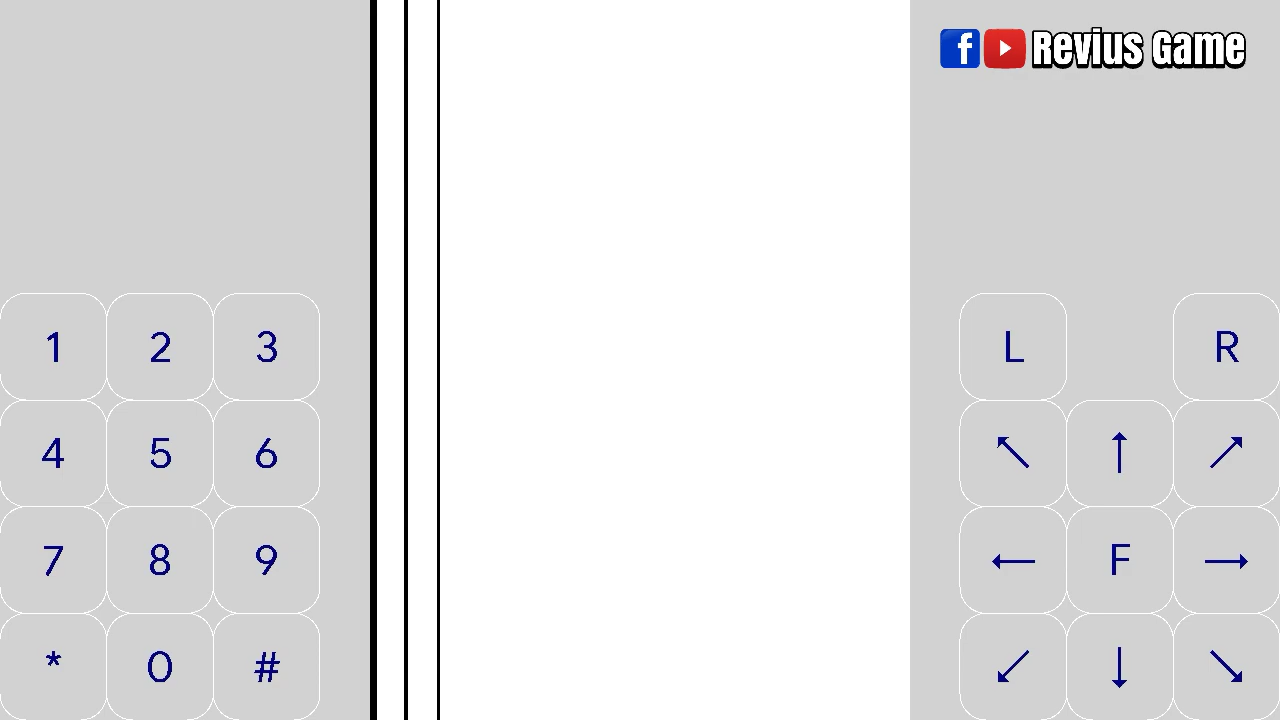 f Revius Game
1 2 3
L R
4 5 6
↖ ↑ ↗
7 8 9
← F →
* 0 #
↙ ↓ ↘